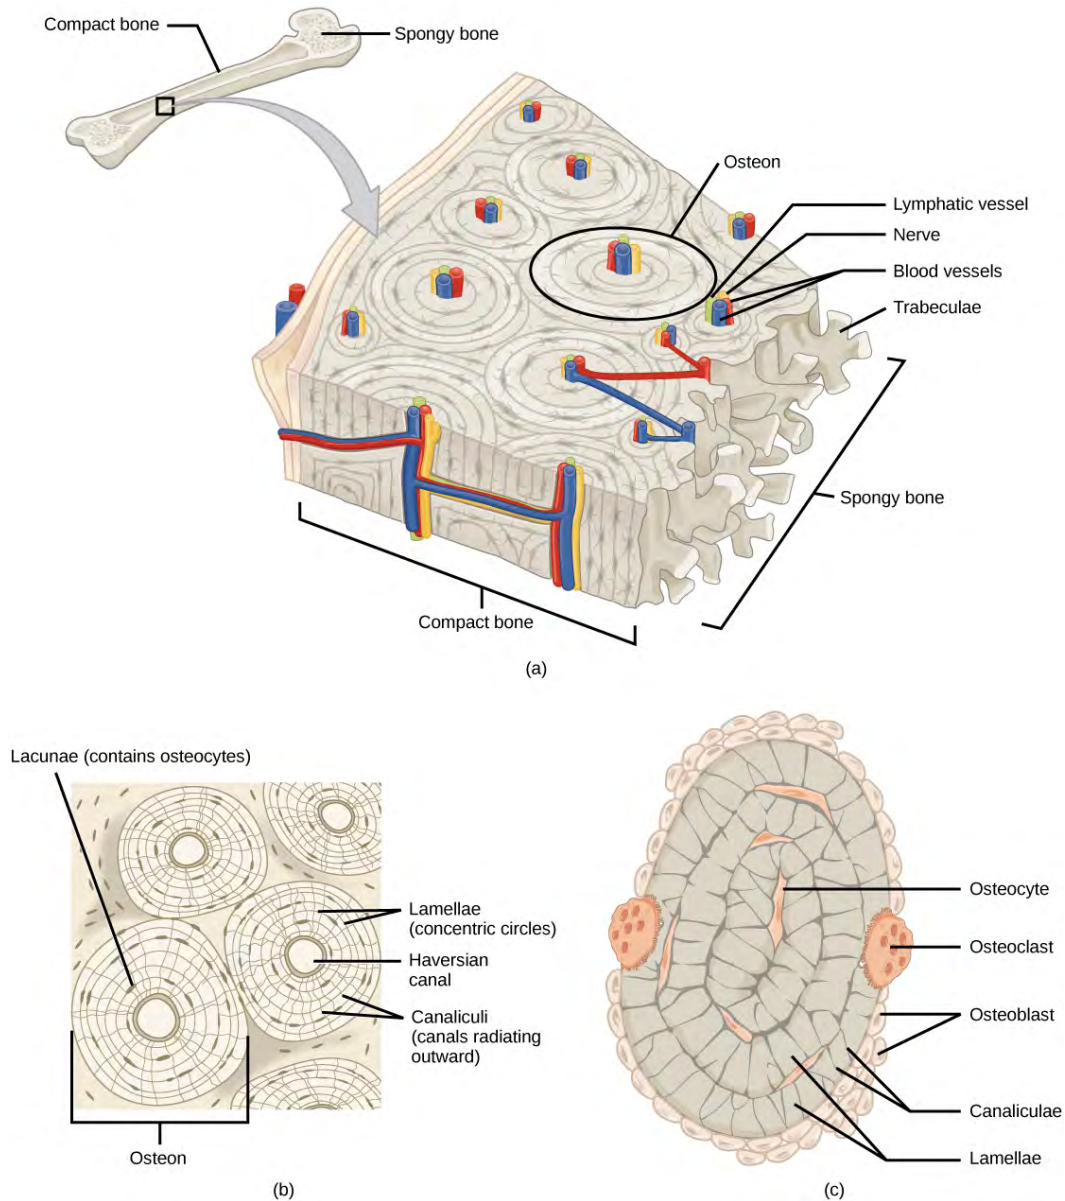 Compact bone
Spongy bone
Osteon
Lymphatic vessel
Nerve
Blood vessels
Trabeculae
Spongy bone
Compact bone
(a)
Lacunae (contains osteocytes)
Lamellae
(concentric circles)
Haversian
canal
Canaliculi
(canals radiating
outward)
Osteon
(b)
Osteocyte
Osteoclast
Osteoblast
Canaliculae
Lamellae
(c)